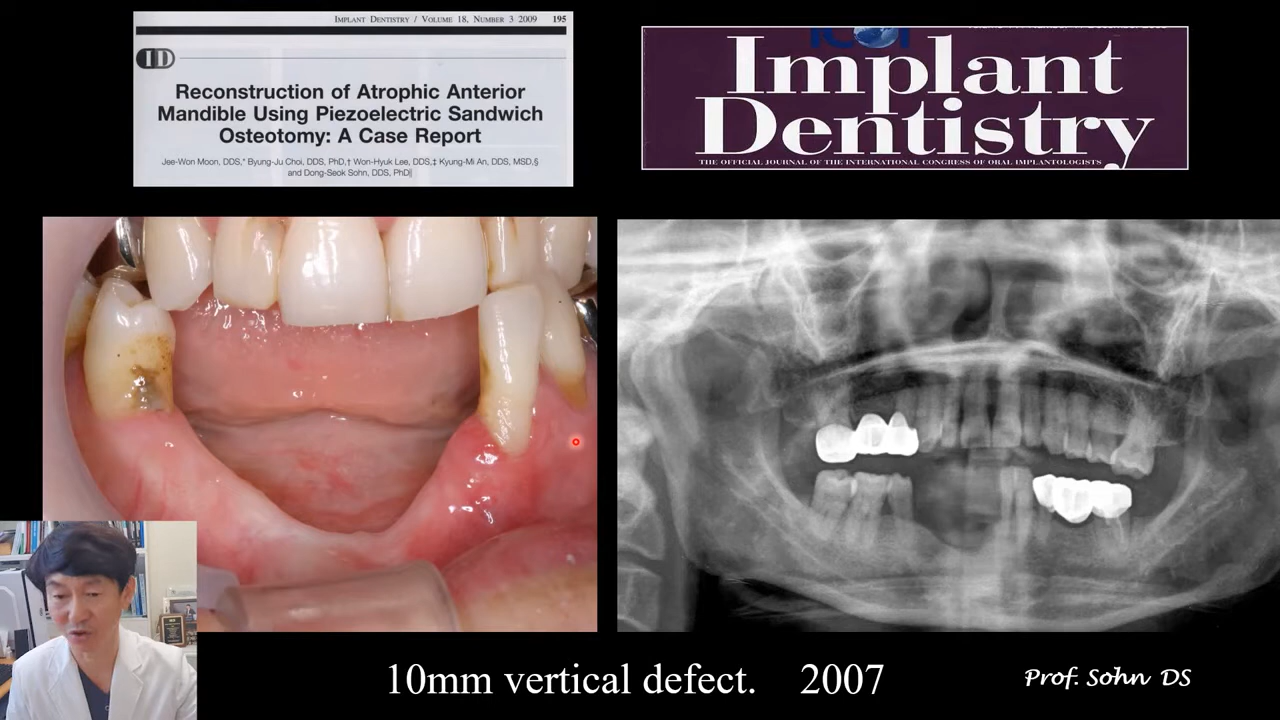 IMPLANT DENTISTRY / VOLUME 18, NUMBER 3 2009 195
ID
Reconstruction of Atrophic Anterior
Mandible Using Piezoelectric Sandwich
Osteotomy: A Case Report
Jee-Won Moon, DDS,* Byung-Ju Choi, DDS, PhD,† Won-Hyuk Lee, DDS,‡ Kyung-Mi An, DDS, MSD,§
and Dong-Seok Sohn, DDS, PhD∥
Implant
Dentistry
THE OFFICIAL JOURNAL OF THE INTERNATIONAL CONGRESS OF ORAL IMPLANTOLOGISTS
10mm vertical defect. 2007
Prof. Sohn DS